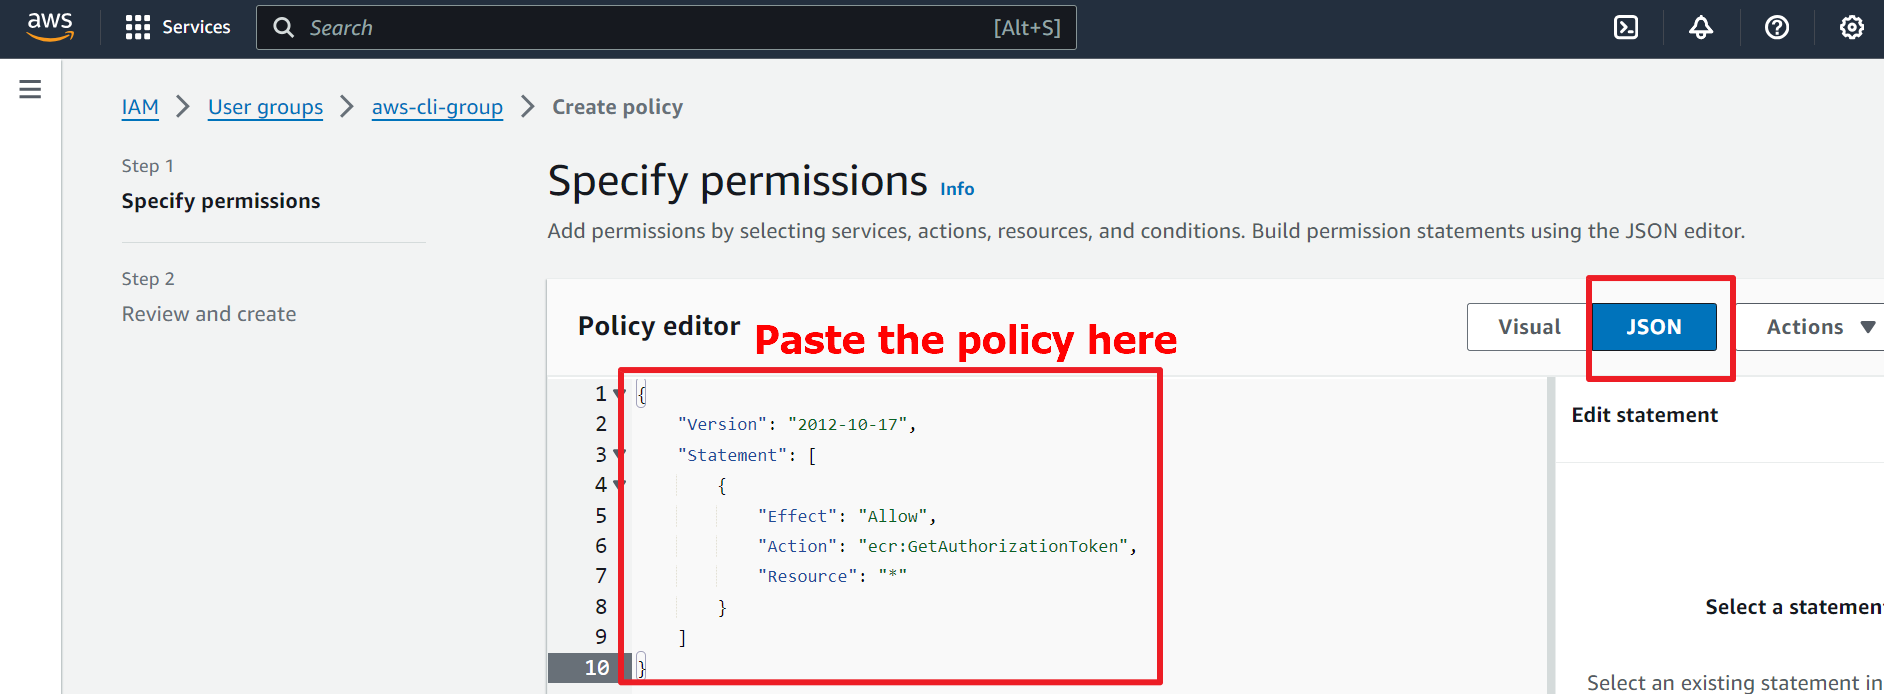 aws
Services
Search
[Alt+S]
IAM
User groups
aws-cli-group
Create policy
Step 1
Specify permissions
Step 2
Review and create
Specify permissions Info
Add permissions by selecting services, actions, resources, and conditions. Build permission statements using the JSON editor.
Policy editor
Paste the policy here
Visual
JSON
Actions
1 {
2 "Version": "2012-10-17",
3 "Statement": [
4 {
5 "Effect": "Allow",
6 "Action": "ecr:GetAuthorizationToken",
7 "Resource": "*"
8 }
9 ]
10 }
Edit statement
Select a statement
Select an existing statement in